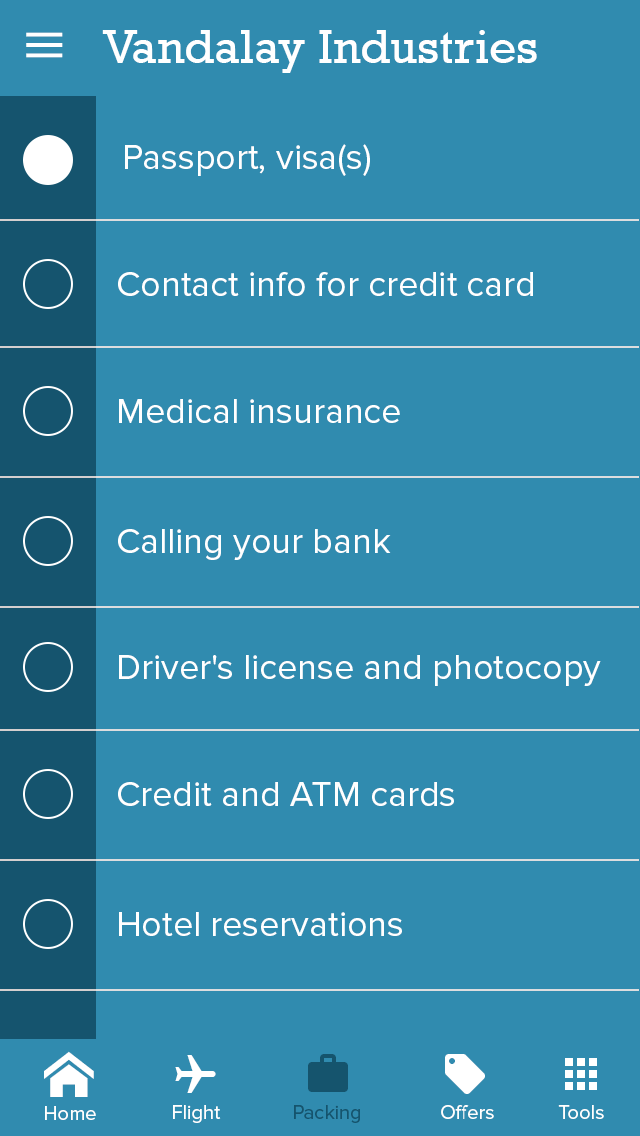 Vandalay Industries
Passport, visa(s)
Contact info for credit card
Medical insurance
Calling your bank
Driver's license and photocopy
Credit and ATM cards
Hotel reservations
Home Flight Packing Offers Tools